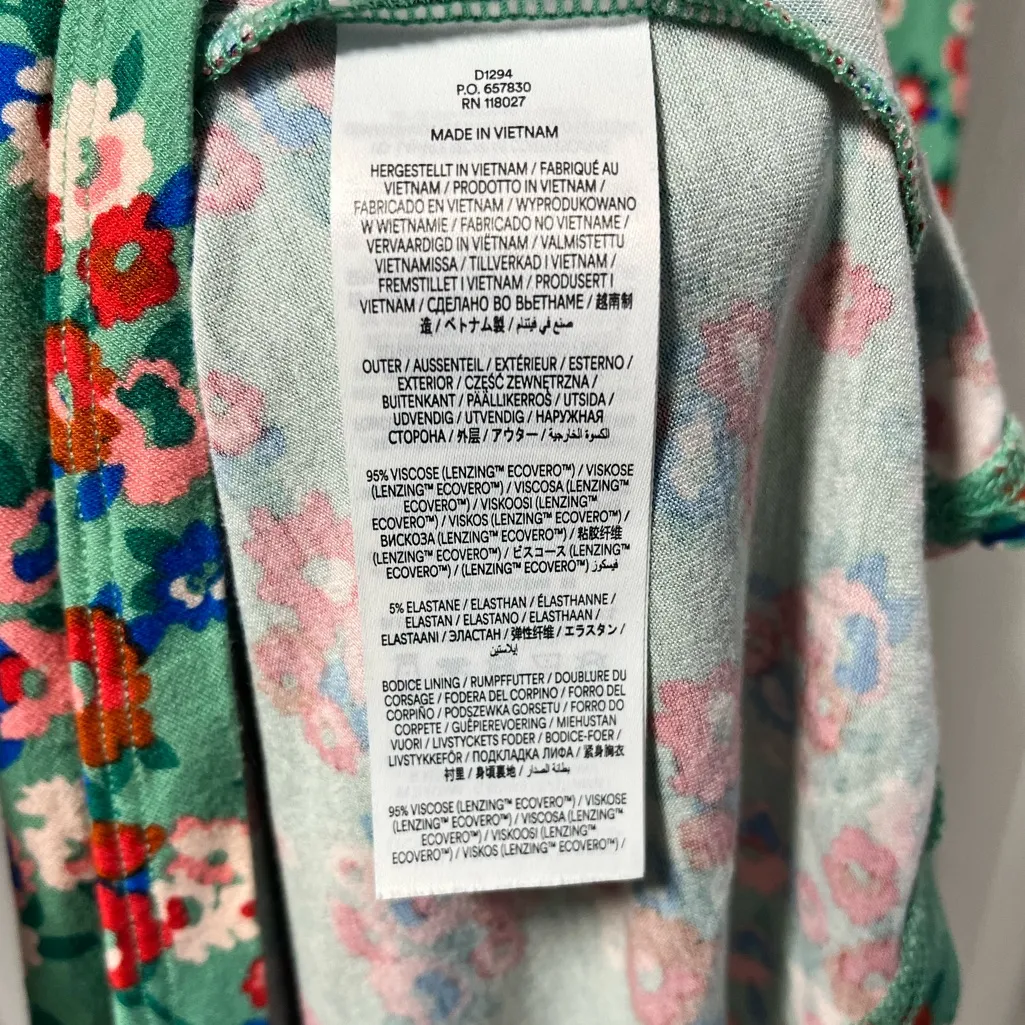 D1294
P.O. 657830
RN 118027
MADE IN VIETNAM
HERGESTELLT IN VIETNAM / FABRIQUÉ AU
VIETNAM / PRODOTTO IN VIETNAM /
FABRICADO EN VIETNAM / WYPRODUKOWANO
W WIETNAMIE / FABRICADO NO VIETNAME /
VERVAARDIGD IN VIËTNAM / VALMISTETTU
VIETNAMISSA / TILLVERKAD I VIETNAM /
FREMSTILLET I VIETNAM / PRODUSERT I
VIETNAM / СДЕЛАНО ВО ВЬЕТНАМЕ / 越南制
造 / ベトナム製 / صنع في فيتنام
OUTER / AUSSENTEIL / EXTÉRIEUR / ESTERNO /
EXTERIOR / CZĘŚĆ ZEWNĘTRZNA /
BUITENKANT / PÄÄLLIKERROS / UTSIDA /
UDVENDIG / UTVENDIG / НАРУЖНАЯ
СТОРОНА / 外层 / アウター / الكسوة الخارجية
95% VISCOSE (LENZING™ ECOVERO™) / VISKOSE
(LENZING™ ECOVERO™) / VISCOSA (LENZING™
ECOVERO™) / VISKOOSI (LENZING™
ECOVERO™) / VISKOS (LENZING™ ECOVERO™) /
ВИСКОЗА (LENZING™ ECOVERO™) / 粘胶纤维
(LENZING™ ECOVERO™) / ビスコース (LENZING™
ECOVERO™) / (LENZING™ ECOVERO™) فيسكوز
5% ELASTANE / ELASTHAN / ÉLASTHANNE /
ELASTAN / ELASTANO / ELASTHAAN /
ELASTAANI / ЭЛАСТАН / 弹性纤维 / エラスタン /
إيلاستين
BODICE LINING / RUMPFFUTTER / DOUBLURE DU
CORSAGE / FODERA DEL CORPINO / FORRO DEL
CORPIÑO / PODSZEWKA GORSETU / FORRO DO
CORPETE / GUÊPIEREVOERING / MIEHUSTAN
VUORI / LIVSTYCKETS FODER / BODICE-FOER /
LIVSTYKKEFÔR / ПОДКЛАДКА ЛИФА / 紧身胸衣
衬里 / 身頃裏地 / بطانة الصدار
95% VISCOSE (LENZING™ ECOVERO™) / VISKOSE
(LENZING™ ECOVERO™) / VISCOSA (LENZING™
ECOVERO™) / VISKOOSI (LENZING™
ECOVERO™) / VISKOS (LENZING™ ECOVERO™) /